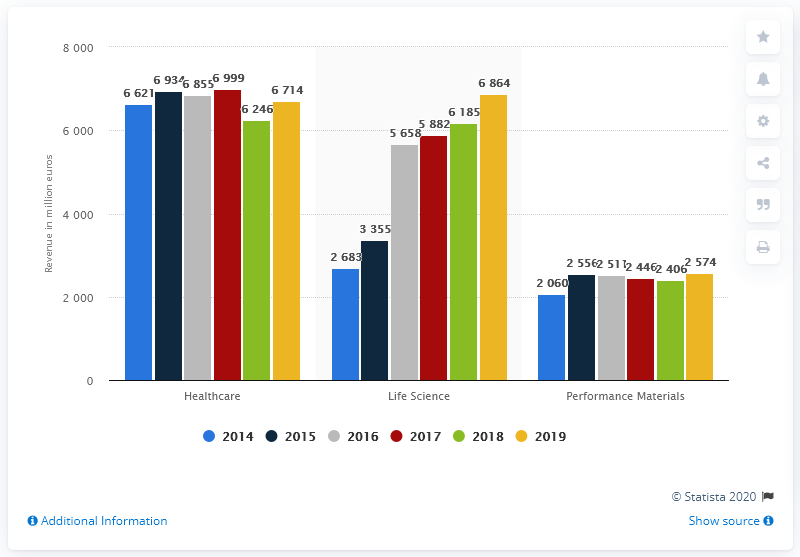 8 000
6 000
4 000
2 000
0
Revenue in million euros
6 621
6 934
6 855
6 999
6 246
6 714
2 683
3 355
5 658
5 882
6 185
6 864
2 060
2 556
2 511
2 446
2 406
2 574
Healthcare
Life Science
Performance Materials
2014 2015 2016 2017 2018 2019
© Statista 2020
Additional Information
Show source